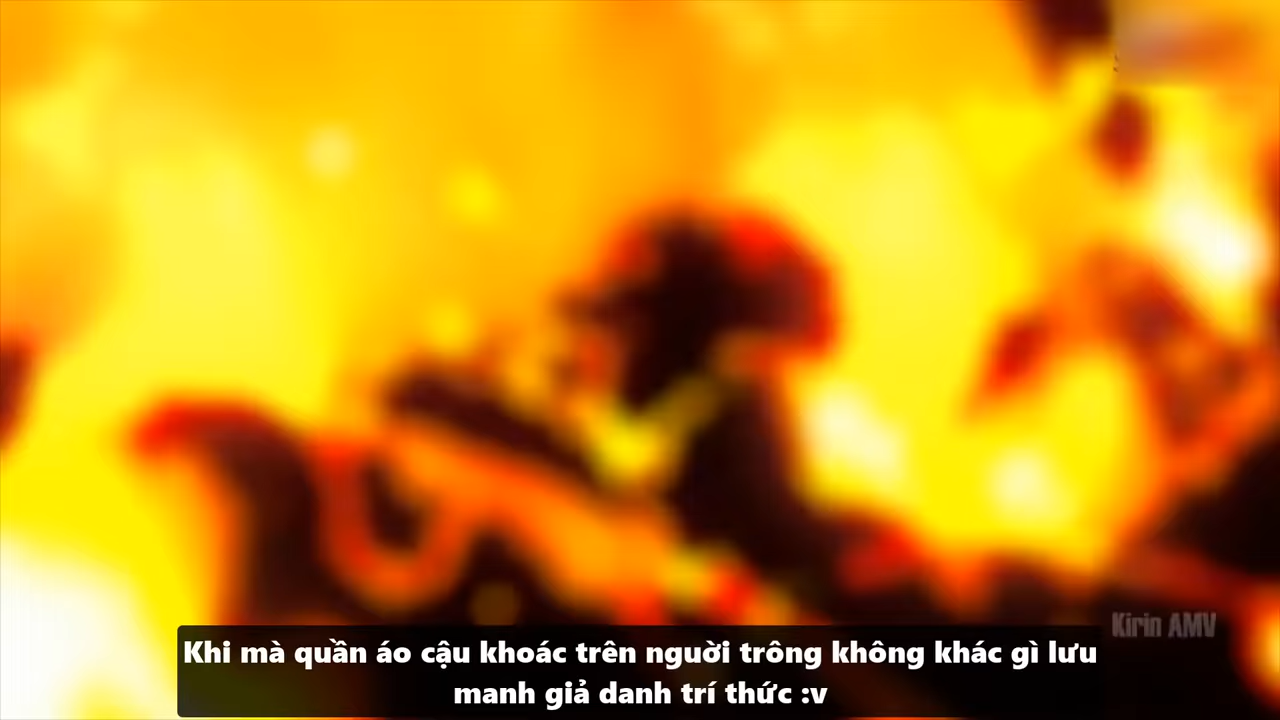 Kirin AMV
Khi mà quần áo cậu khoác trên nguời trông không khác gì lưu
manh giả danh trí thức :v